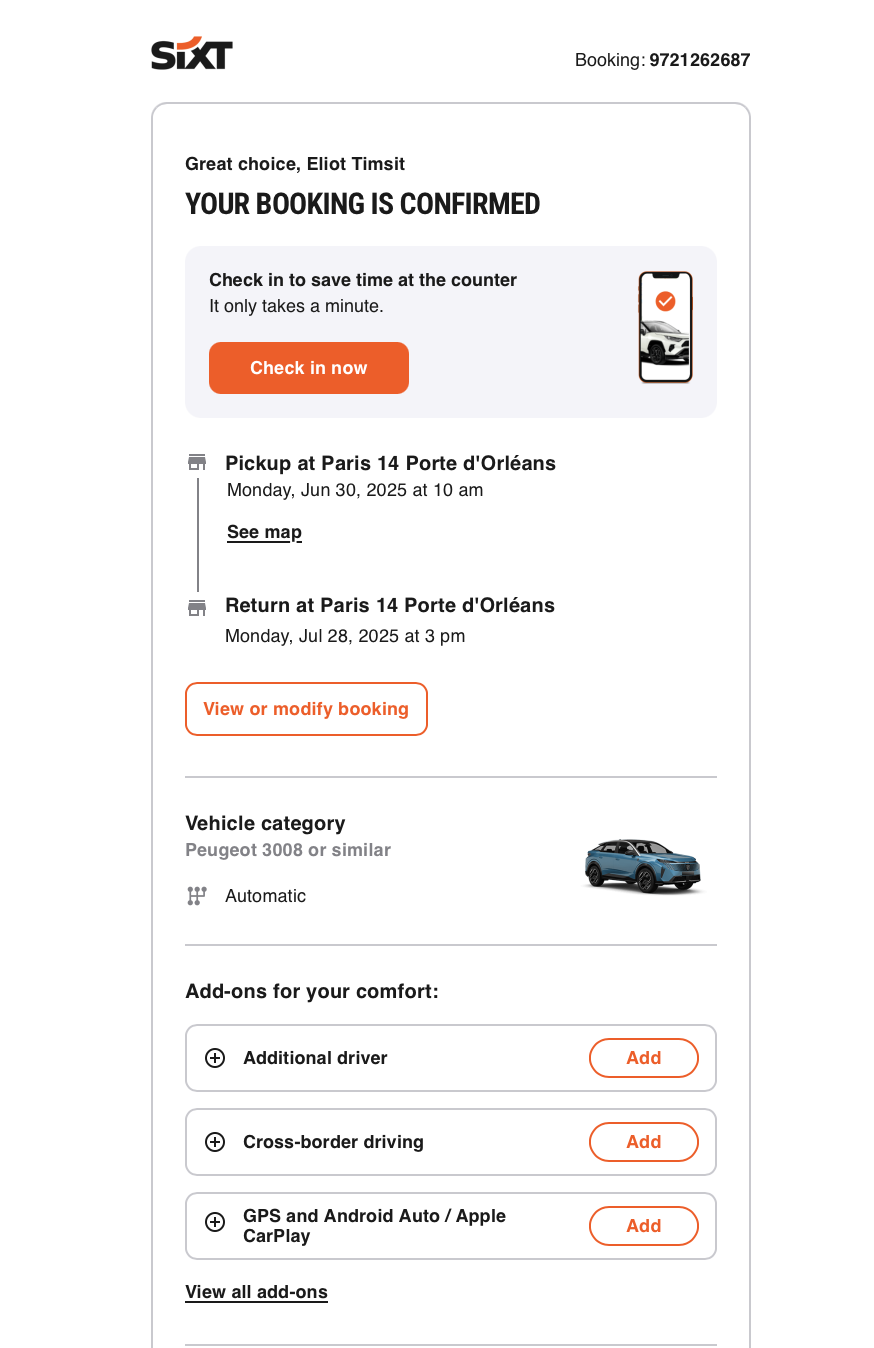 SIXT
Booking: 9721262687
Great choice, Eliot Timsit
YOUR BOOKING IS CONFIRMED
Check in to save time at the counter
It only takes a minute.
Check in now
Pickup at Paris 14 Porte d'Orléans
Monday, Jun 30, 2025 at 10 am
See map
Return at Paris 14 Porte d'Orléans
Monday, Jul 28, 2025 at 3 pm
View or modify booking
Vehicle category
Peugeot 3008 or similar
Automatic
Add-ons for your comfort:
Additional driver
Add
Cross-border driving
Add
GPS and Android Auto / Apple
CarPlay
Add
View all add-ons